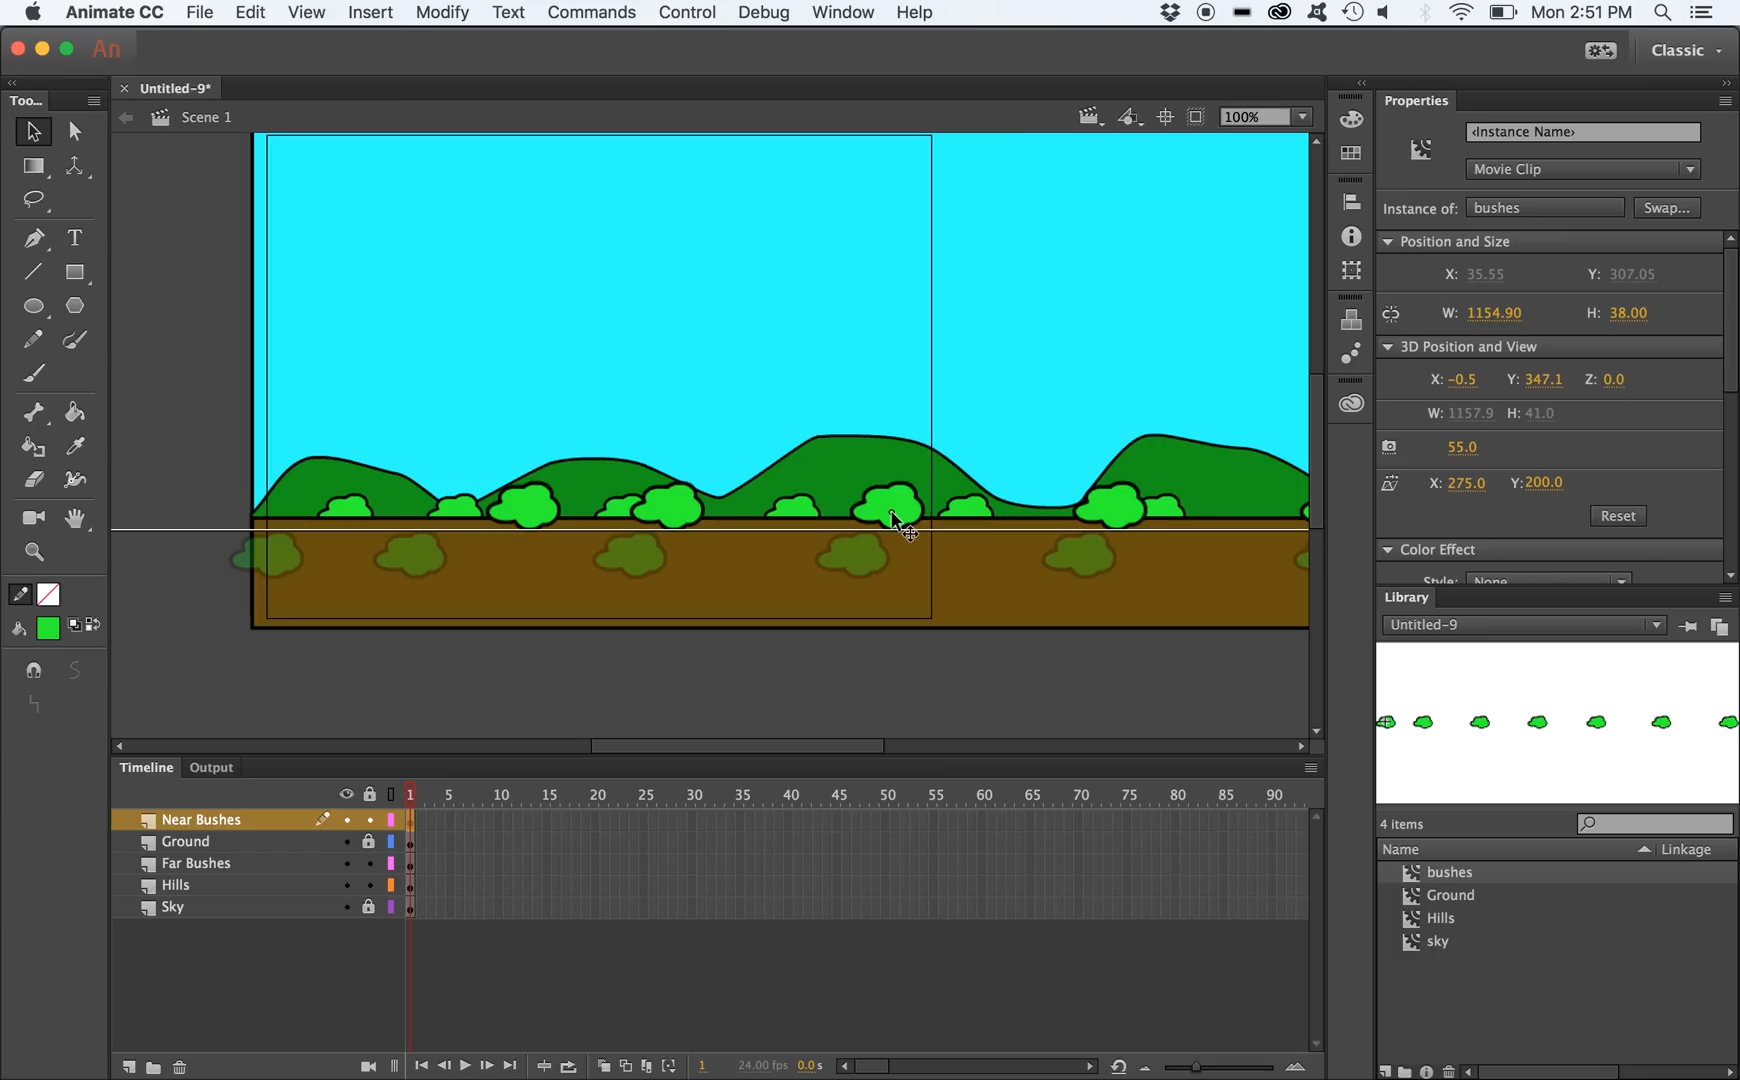 Animate CC File Edit View Insert Modify Text Commands Control Debug Window Help Mon 2:51 PM
An Classic
Too... Untitled-9* Properties
Scene 1 100%
<Instance Name>
Movie Clip
Instance of: bushes Swap...
Position and Size
X: 35.55 Y: 307.05
W: 1154.90 H: 38.00
3D Position and View
X: -0.5 Y: 347.1 Z: 0.0
W: 1157.9 H: 41.0
55.0
X: 275.0 Y: 200.0
Reset
Color Effect
Style: None
Library
Untitled-9
Timeline Output
1 5 10 15 20 25 30 35 40 45 50 55 60 65 70 75 80 85 90
Near Bushes
Ground
Far Bushes
Hills
Sky
4 items
Name Linkage
bushes
Ground
Hills
sky
1 24.00 fps 0.0 s